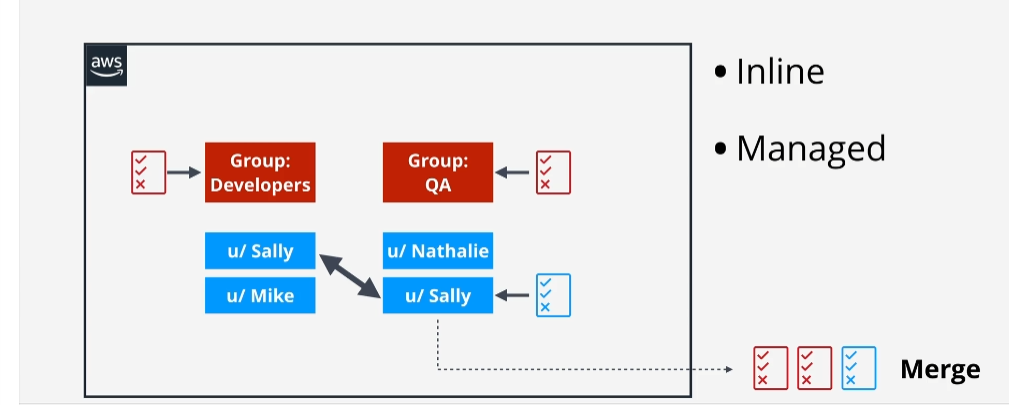 aws
• Inline
• Managed
Group:
Developers
Group:
QA
u/ Sally
u/ Nathalie
u/ Mike
u/ Sally
Merge